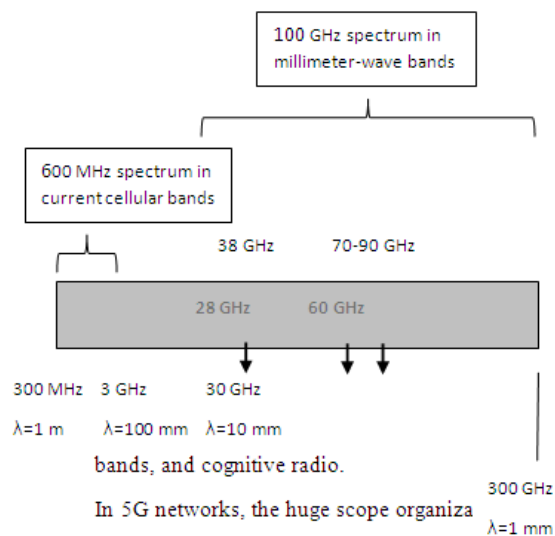 100 GHz spectrum in
millimeter-wave bands
600 MHz spectrum in
current cellular bands
38 GHz
70-90 GHz
28 GHz
60 GHz
300 MHz
3 GHz
30 GHz
λ=1 m
λ=100 mm
λ=10 mm
bands, and cognitive radio.
In 5G networks, the huge scope organiza
300 GHz
λ=1 mm